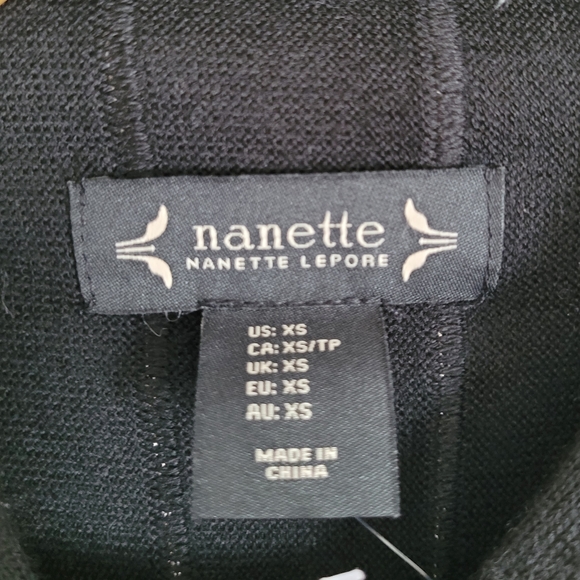 nanette
NANETTE LEPORE
US: XS
CA: XS/TP
UK: XS
EU: XS
AU: XS
MADE IN
CHINA